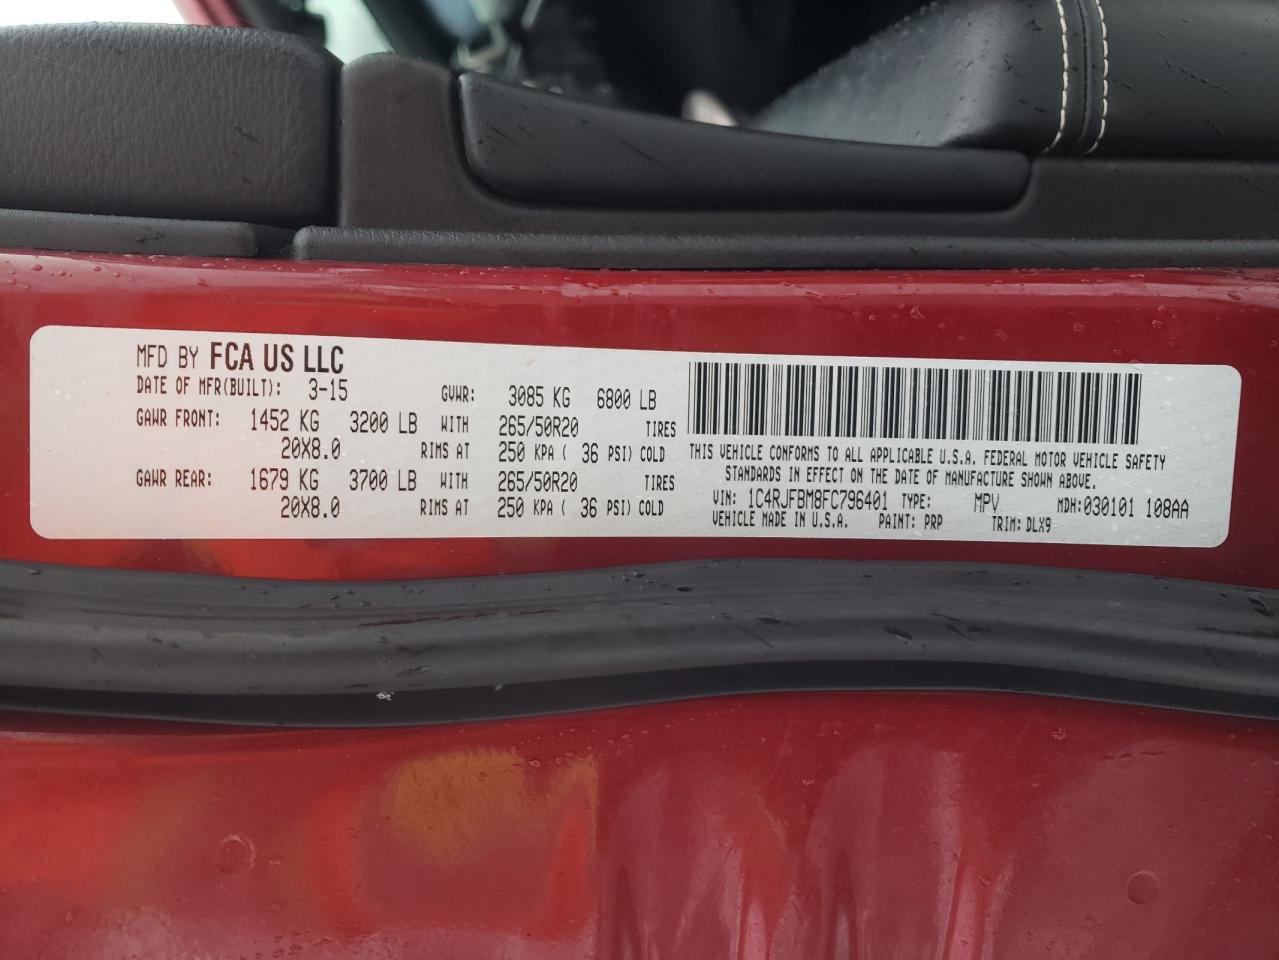 MFD BY FCA US LLC
DATE OF MFR(BUILT): 3-15 GVWR: 3085 KG 6800 LB
GAWR FRONT: 1452 KG 3200 LB WITH 265/50R20 TIRES
20X8.0 RIMS AT 250 KPA ( 36 PSI) COLD
GAWR REAR: 1679 KG 3700 LB WITH 265/50R20 TIRES
20X8.0 RIMS AT 250 KPA ( 36 PSI) COLD
THIS VEHICLE CONFORMS TO ALL APPLICABLE U.S.A. FEDERAL MOTOR VEHICLE SAFETY
STANDARDS IN EFFECT ON THE DATE OF MANUFACTURE SHOWN ABOVE.
VIN: 1C4RJFBM8FC796401 TYPE: MPV MDH:030101 108AA
VEHICLE MADE IN U.S.A. PAINT: PRP TRIM: DLX9